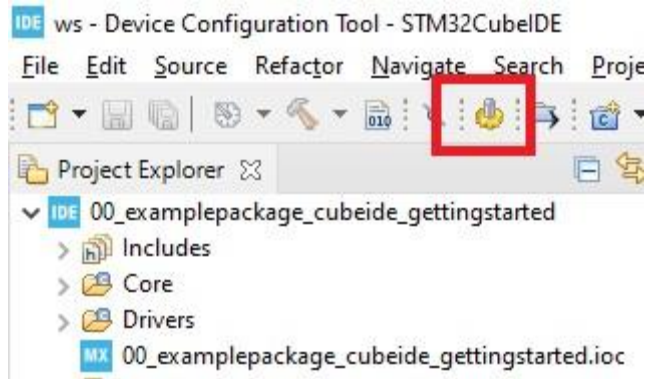 IDE ws - Device Configuration Tool - STM32CubeIDE
File Edit Source Refactor Navigate Search Proje
010 C
Project Explorer
IDE 00_examplepackage_cubeide_gettingstarted
h Includes
Core
Drivers
MX 00_examplepackage_cubeide_gettingstarted.ioc